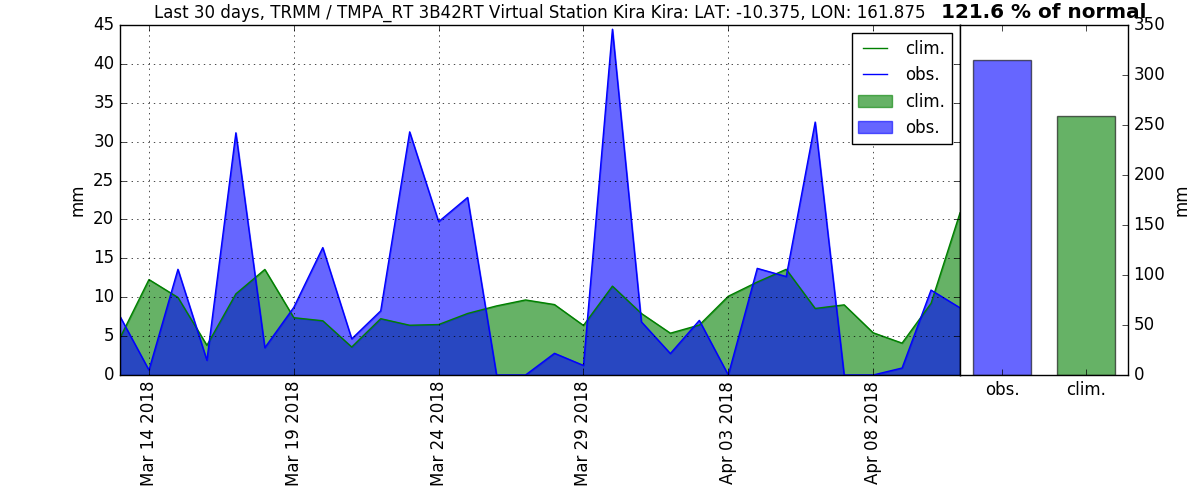 Last 30 days, TRMM / TMPA_RT 3B42RT Virtual Station Kira Kira: LAT: -10.375, LON: 161.875
121.6 % of normal
45
40
35
30
25
20
15
10
5
0
mm
clim.
obs.
clim.
obs.
Mar 14 2018
Mar 19 2018
Mar 24 2018
Mar 29 2018
Apr 03 2018
Apr 08 2018
350
300
250
200
150
100
50
0
mm
obs.
clim.